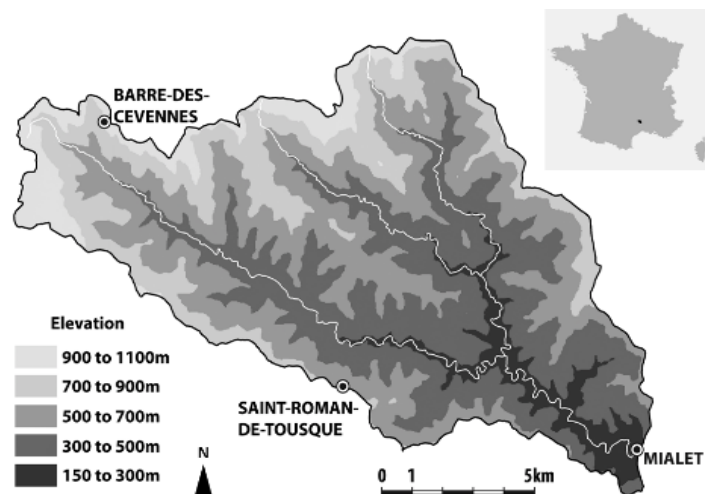 BARRE-DES-
CEVENNES
Elevation
900 to 1100m
700 to 900m
500 to 700m
300 to 500m
150 to 300m
SAINT-ROMAN-
DE-TOUSQUE
N
MIALET
0 1 5km